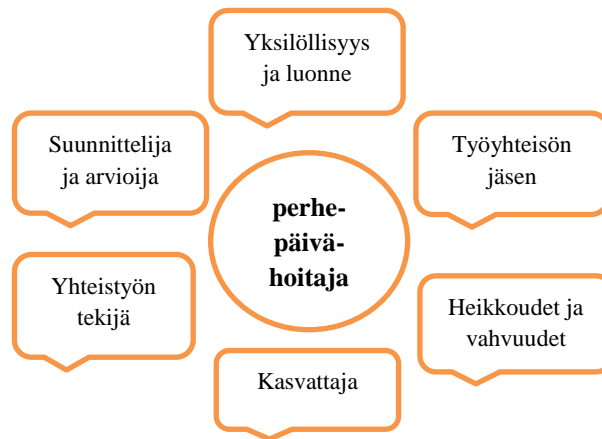 Yksilöllisyys
ja luonne
Suunnittelija
ja arvioija
Työyhteisön
jäsen
perhe-
päivä-
hoitaja
Yhteistyön
tekijä
Heikkoudet ja
vahvuudet
Kasvattaja